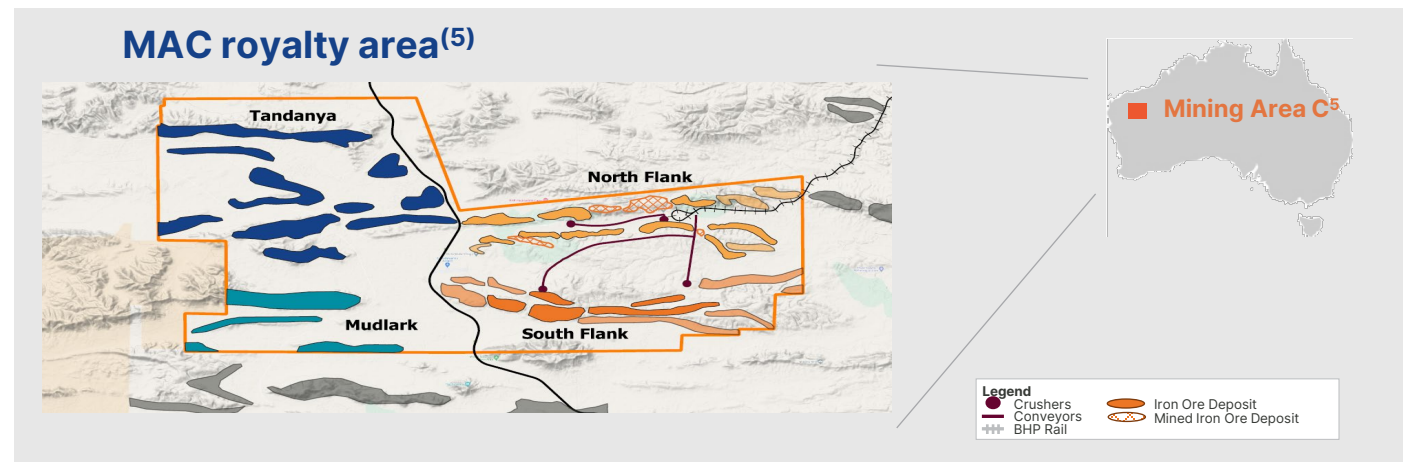 MAC royalty area(5)
Mining Area C5
Tandanya
North Flank
Mudlark
South Flank
Legend
Crushers
Conveyors
BHP Rail
Iron Ore Deposit
Mined Iron Ore Deposit